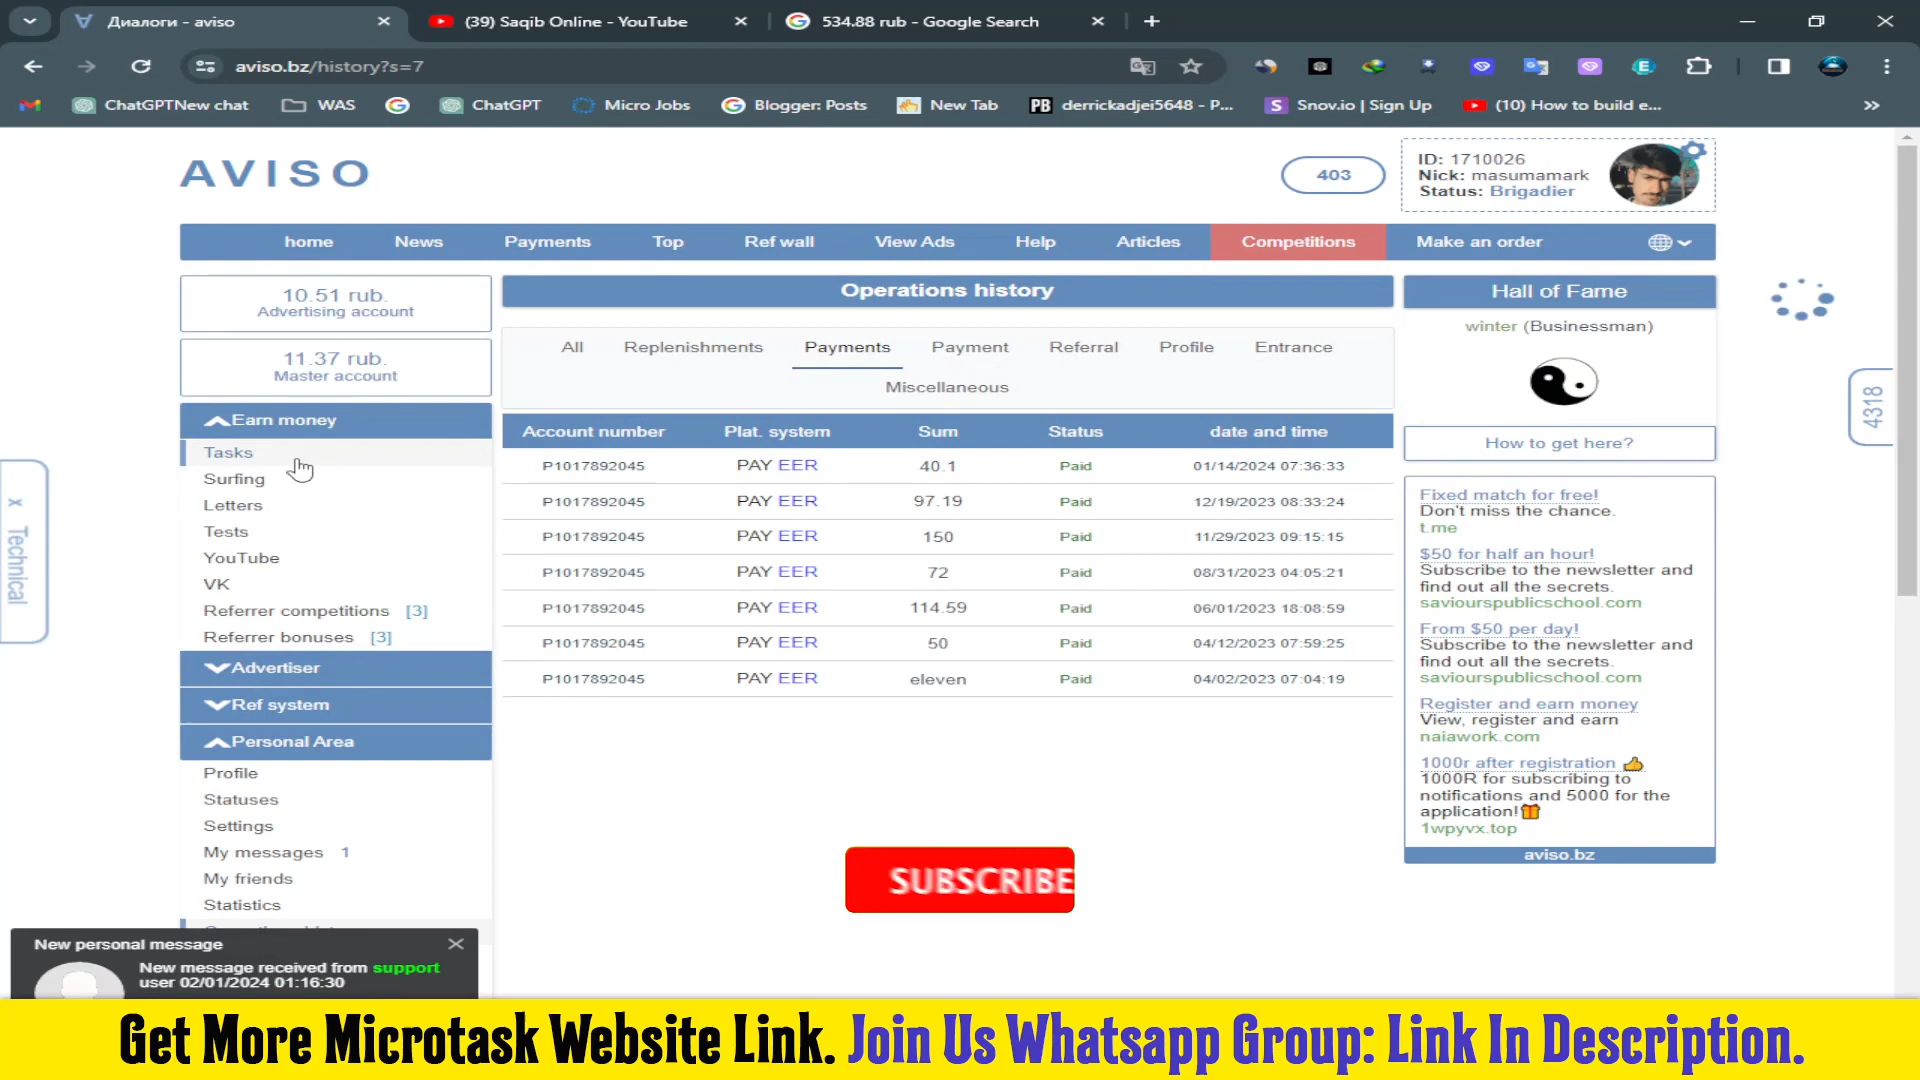 Диалоги - aviso
(39) Saqib Online - YouTube
534.88 rub - Google Search
aviso.bz/history?s=7
ChatGPTNew chat
WAS
ChatGPT
Micro Jobs
Blogger: Posts
New Tab
PB derrickadjei5648 - P...
S Snov.io | Sign Up
(10) How to build e...
AVISO
403
ID: 1710026
Nick: masumamark
Status: Brigadier
home News Payments Top Ref wall View Ads Help Articles Competitions Make an order
10.51 rub.
Advertising account
11.37 rub.
Master account
Earn money
Tasks
Surfing
Letters
Tests
YouTube
VK
Referrer competitions [3]
Referrer bonuses [3]
Advertiser
Ref system
Personal Area
Profile
Statuses
Settings
My messages 1
My friends
Statistics
x Technical
Operations history
All Replenishments Payments Payment Referral Profile Entrance
Miscellaneous
Account number Plat. system Sum Status date and time
P1017892045 PAY EER 40.1 Paid 01/14/2024 07:36:33
P1017892045 PAY EER 97.19 Paid 12/19/2023 08:33:24
P1017892045 PAY EER 150 Paid 11/29/2023 09:15:15
P1017892045 PAY EER 72 Paid 08/31/2023 04:05:21
P1017892045 PAY EER 114.59 Paid 06/01/2023 18:08:59
P1017892045 PAY EER 50 Paid 04/12/2023 07:59:25
P1017892045 PAY EER eleven Paid 04/02/2023 07:04:19
Hall of Fame
winter (Businessman)
How to get here?
Fixed match for free!
Don't miss the chance.
t.me
$50 for half an hour!
Subscribe to the newsletter and
find out all the secrets.
saviourspublicschool.com
From $50 per day!
Subscribe to the newsletter and
find out all the secrets.
saviourspublicschool.com
Register and earn money
View, register and earn
naiawork.com
1000r after registration
1000R for subscribing to
notifications and 5000 for the
application!
1wpyvx.top
aviso.bz
4318
SUBSCRIBE
New personal message
New message received from support
user 02/01/2024 01:16:30
Get More Microtask Website Link. Join Us Whatsapp Group: Link In Description.